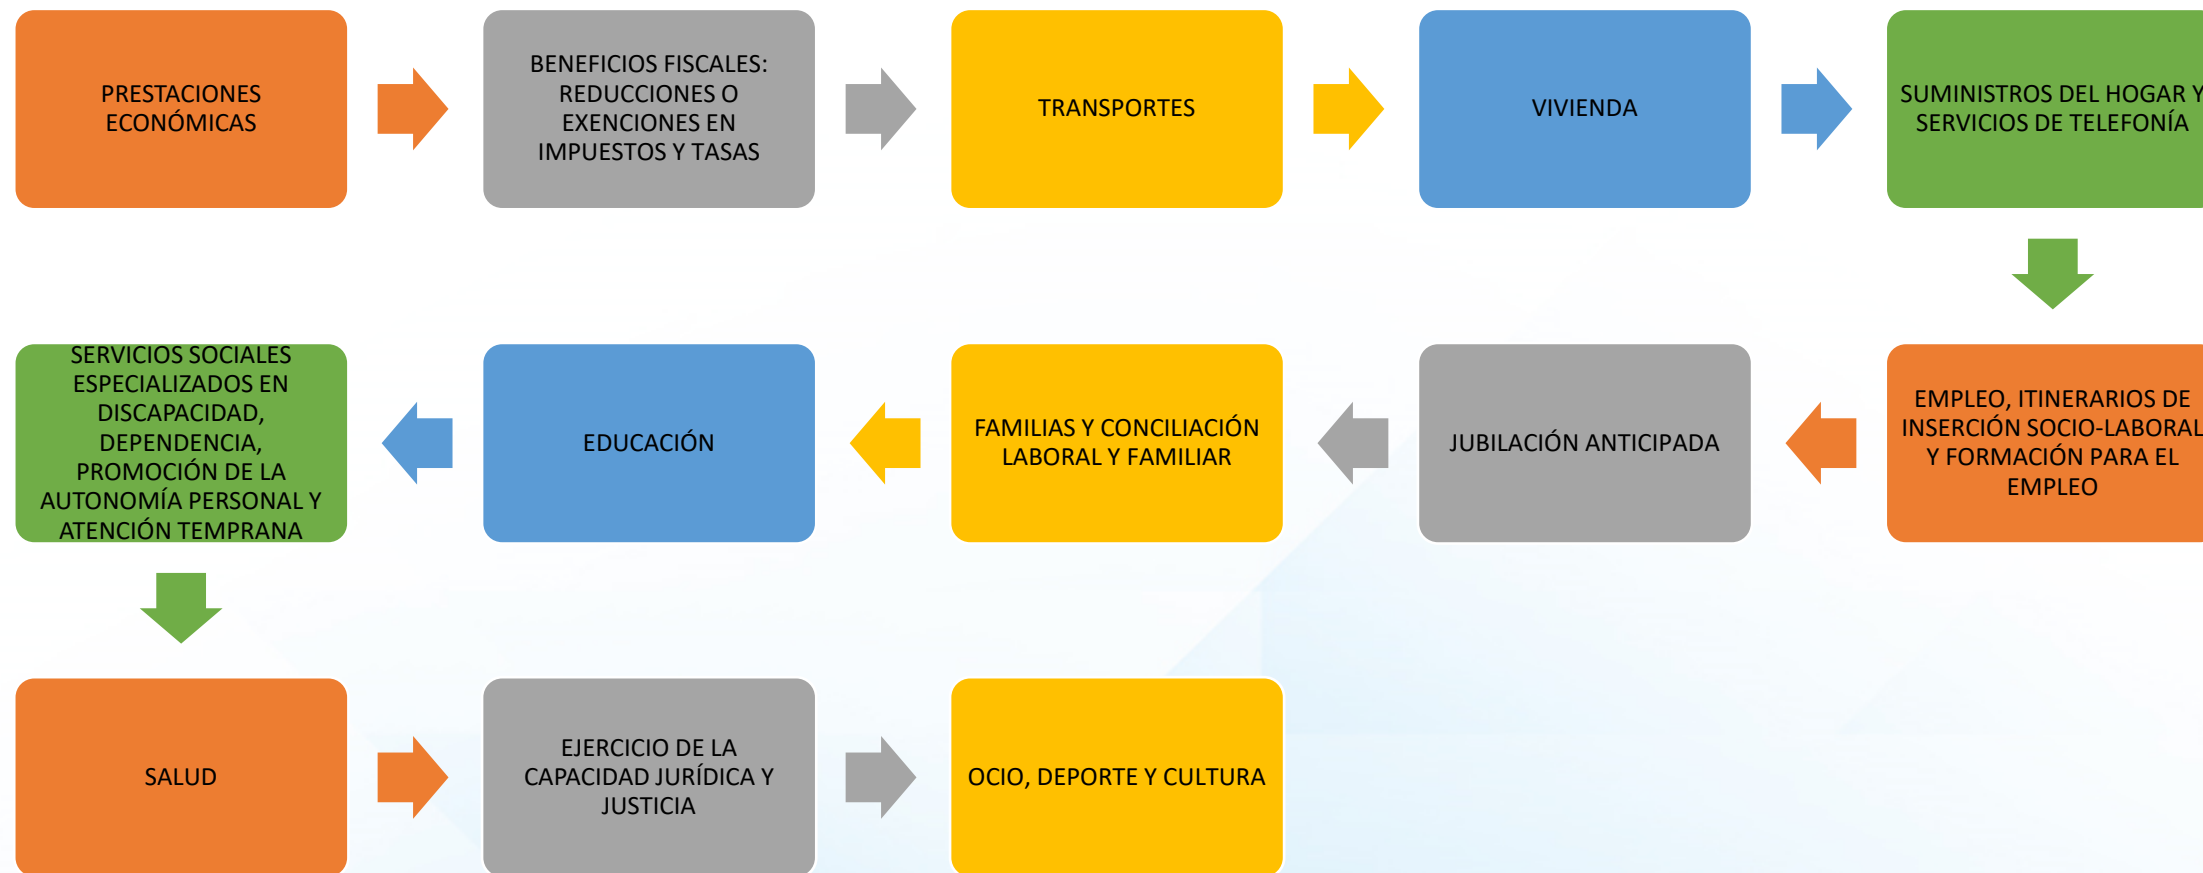 PRESTACIONES
ECONÓMICAS
BENEFICIOS FISCALES:
REDUCCIONES O
EXENCIONES EN
IMPUESTOS Y TASAS
TRANSPORTES
VIVIENDA
SUMINISTROS DEL HOGAR Y
SERVICIOS DE TELEFONÍA
EMPLEO, ITINERARIOS DE
INSERCIÓN SOCIO-LABORAL
Y FORMACIÓN PARA EL
EMPLEO
JUBILACIÓN ANTICIPADA
FAMILIAS Y CONCILIACIÓN
LABORAL Y FAMILIAR
EDUCACIÓN
SERVICIOS SOCIALES
ESPECIALIZADOS EN
DISCAPACIDAD,
DEPENDENCIA,
PROMOCIÓN DE LA
AUTONOMÍA PERSONAL Y
ATENCIÓN TEMPRANA
SALUD
EJERCICIO DE LA
CAPACIDAD JURÍDICA Y
JUSTICIA
OCIO, DEPORTE Y CULTURA